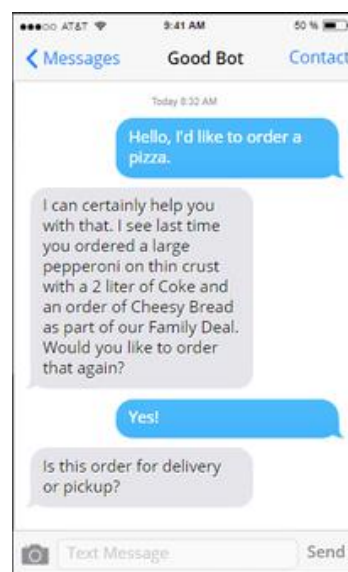 AT&T 9:41 AM 50 %
Messages Good Bot Contact
Today 8:32 AM
Hello, I'd like to order a
pizza.
I can certainly help you
with that. I see last time
you ordered a large
pepperoni on thin crust
with a 2 liter of Coke and
an order of Cheesy Bread
as part of our Family Deal.
Would you like to order
that again?
Yes!
Is this order for delivery
or pickup?
Text Message Send